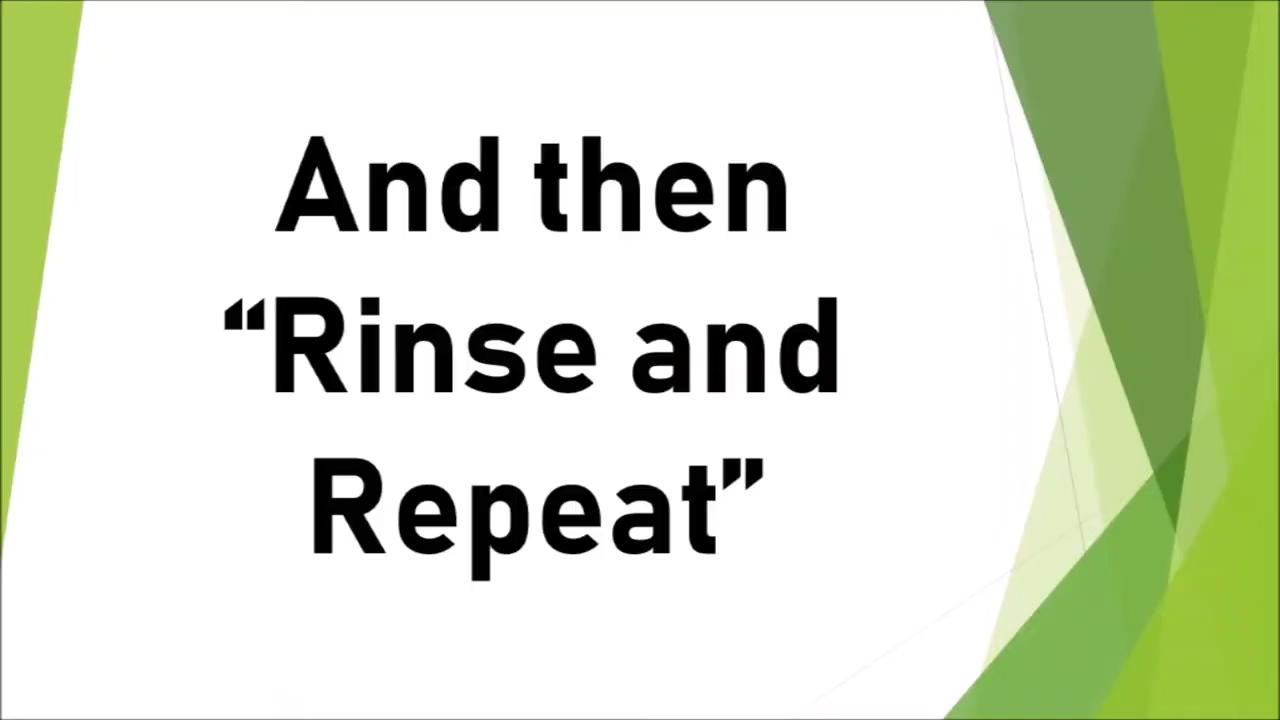 And then
“Rinse and
Repeat”